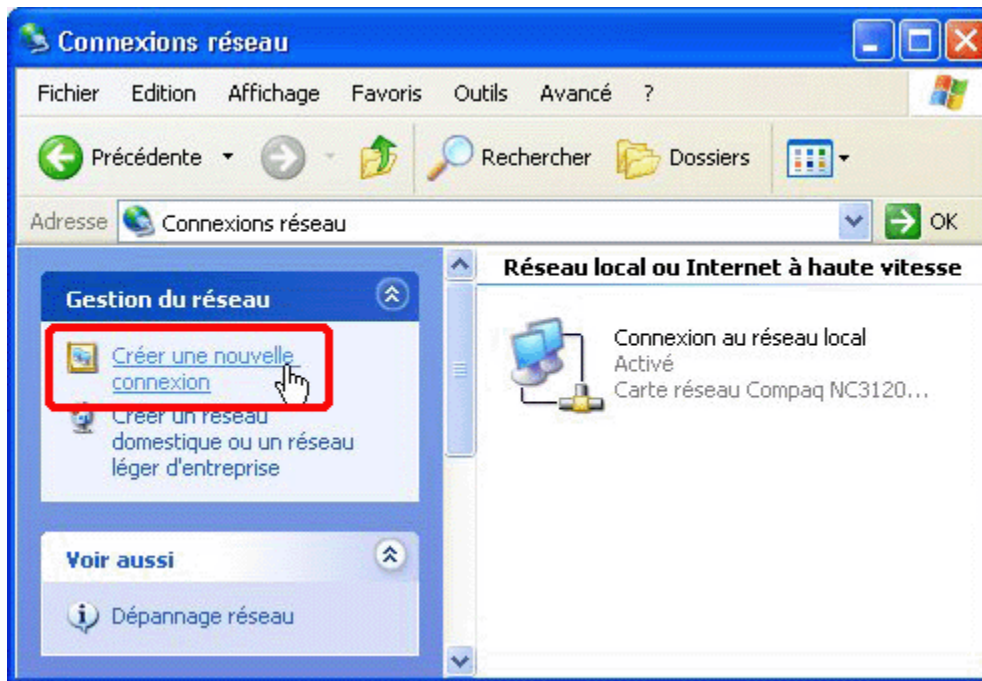 Connexions réseau
Fichier Edition Affichage Favoris Outils Avancé ?
Précédente Rechercher Dossiers
Adresse Connexions réseau OK
Gestion du réseau
Créer une nouvelle
connexion
Créer un réseau
domestique ou un réseau
léger d'entreprise
Voir aussi
Dépannage réseau
Réseau local ou Internet à haute vitesse
Connexion au réseau local
Activé
Carte réseau Compaq NC3120...